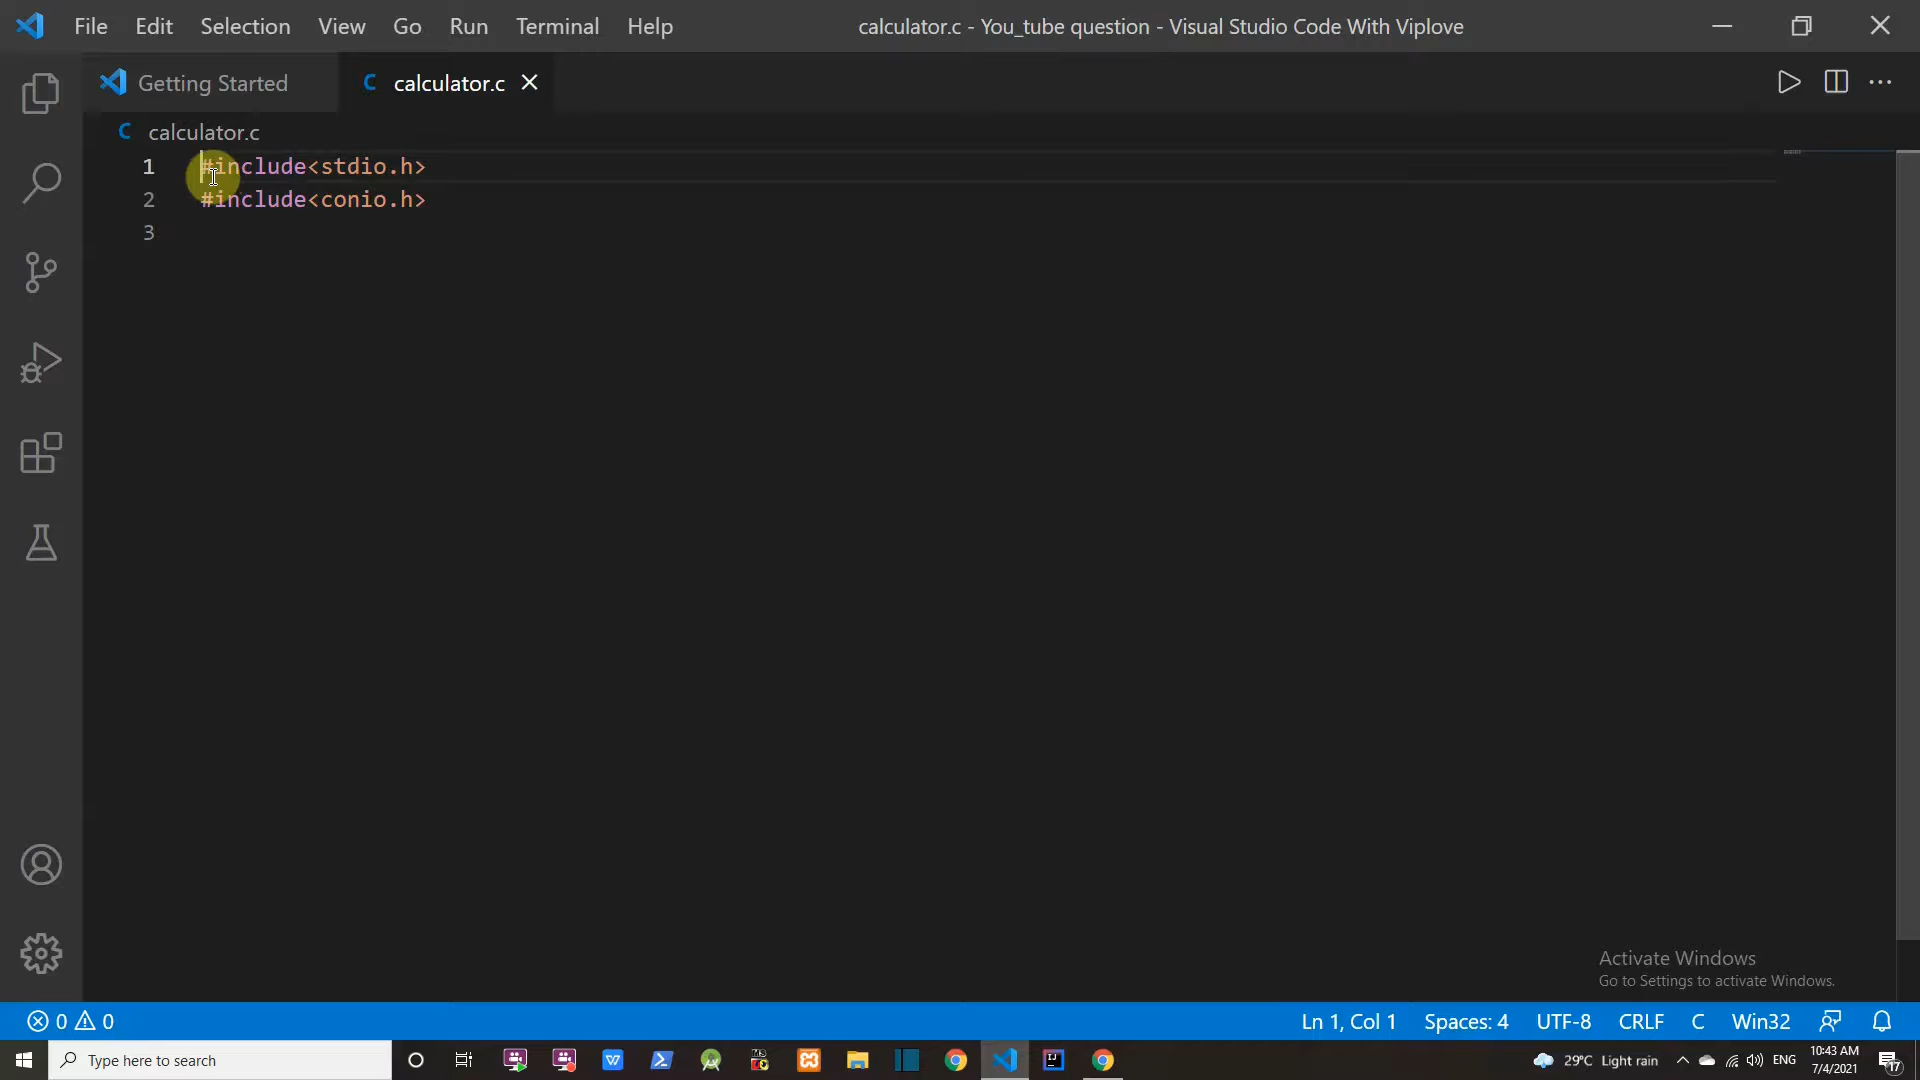 File Edit Selection View Go Run Terminal Help calculator.c - You_tube question - Visual Studio Code With Viplove
Getting Started C calculator.c
C calculator.c
1 #include<stdio.h>
2 #include<conio.h>
3
Activate Windows
Go to Settings to activate Windows.
0 0 Ln 1, Col 1 Spaces: 4 UTF-8 CRLF C Win32
Type here to search 29°C Light rain ENG 10:43 AM
7/4/2021 17